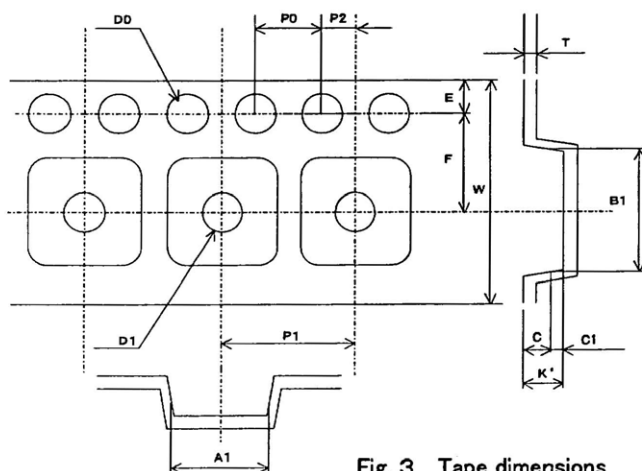 D0
P0
P2
T
E
F
W
B1
D1
P1
C
C1
K'
A1
Fig. 3 Tape dimensions